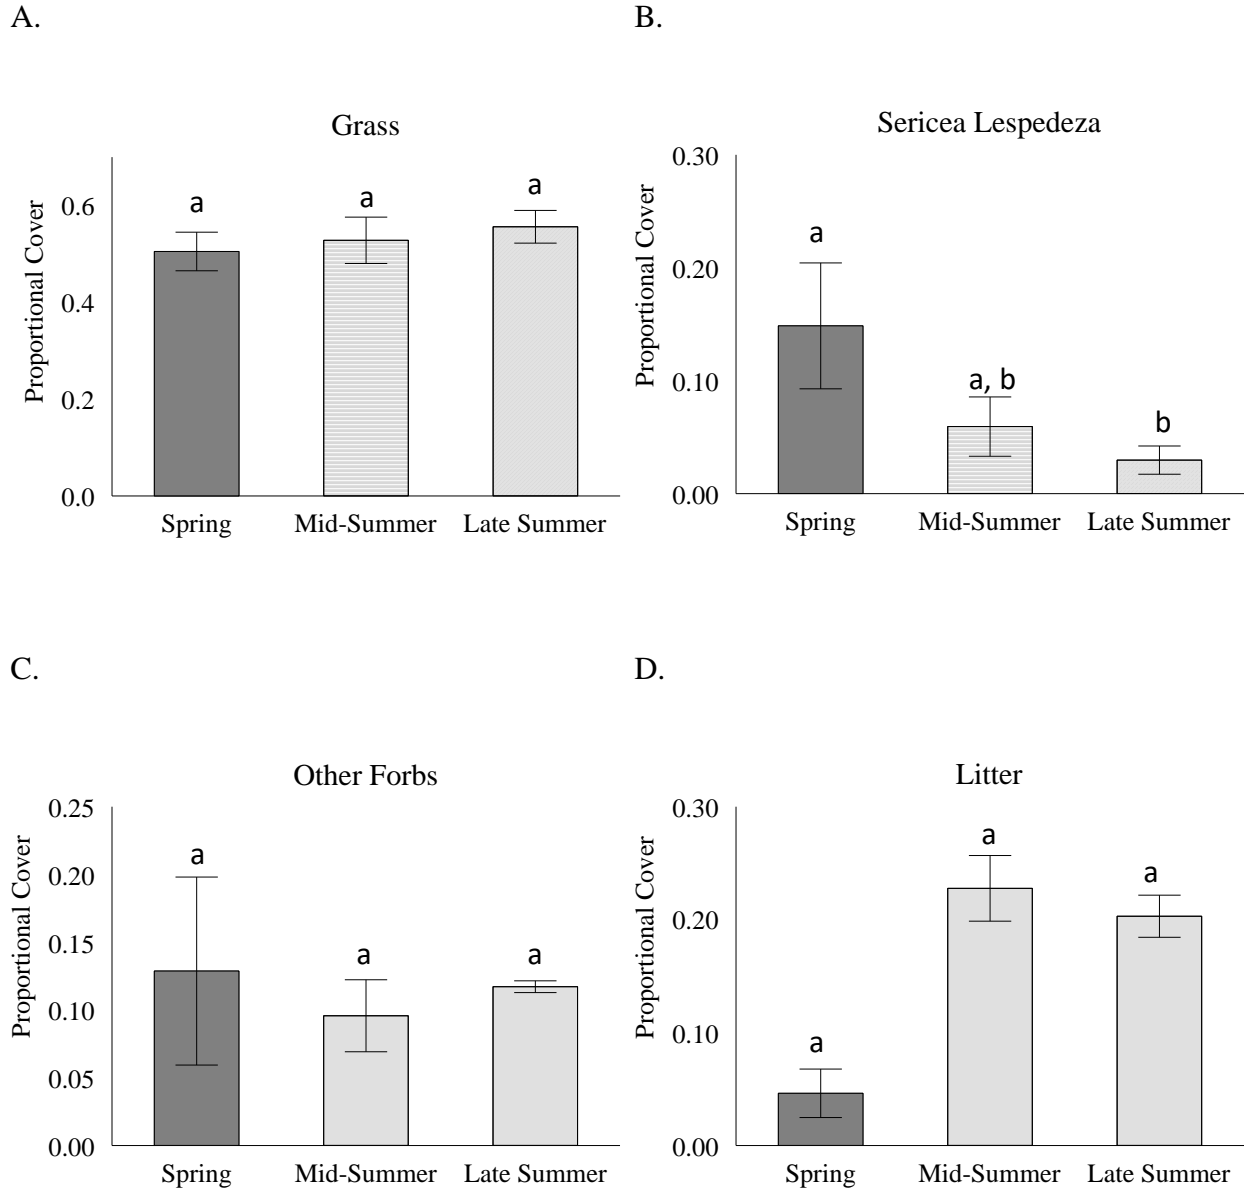 A.
Grass
Proportional Cover
0.6
0.4
0.2
0.0
a
a
a
Spring
Mid-Summer
Late Summer
B.
Sericea Lespedeza
Proportional Cover
0.30
0.20
0.10
0.00
a
a, b
b
Spring
Mid-Summer
Late Summer
C.
Other Forbs
Proportional Cover
0.25
0.20
0.15
0.10
0.05
0.00
a
a
a
Spring
Mid-Summer
Late Summer
D.
Litter
Proportional Cover
0.30
0.20
0.10
0.00
a
a
a
Spring
Mid-Summer
Late Summer